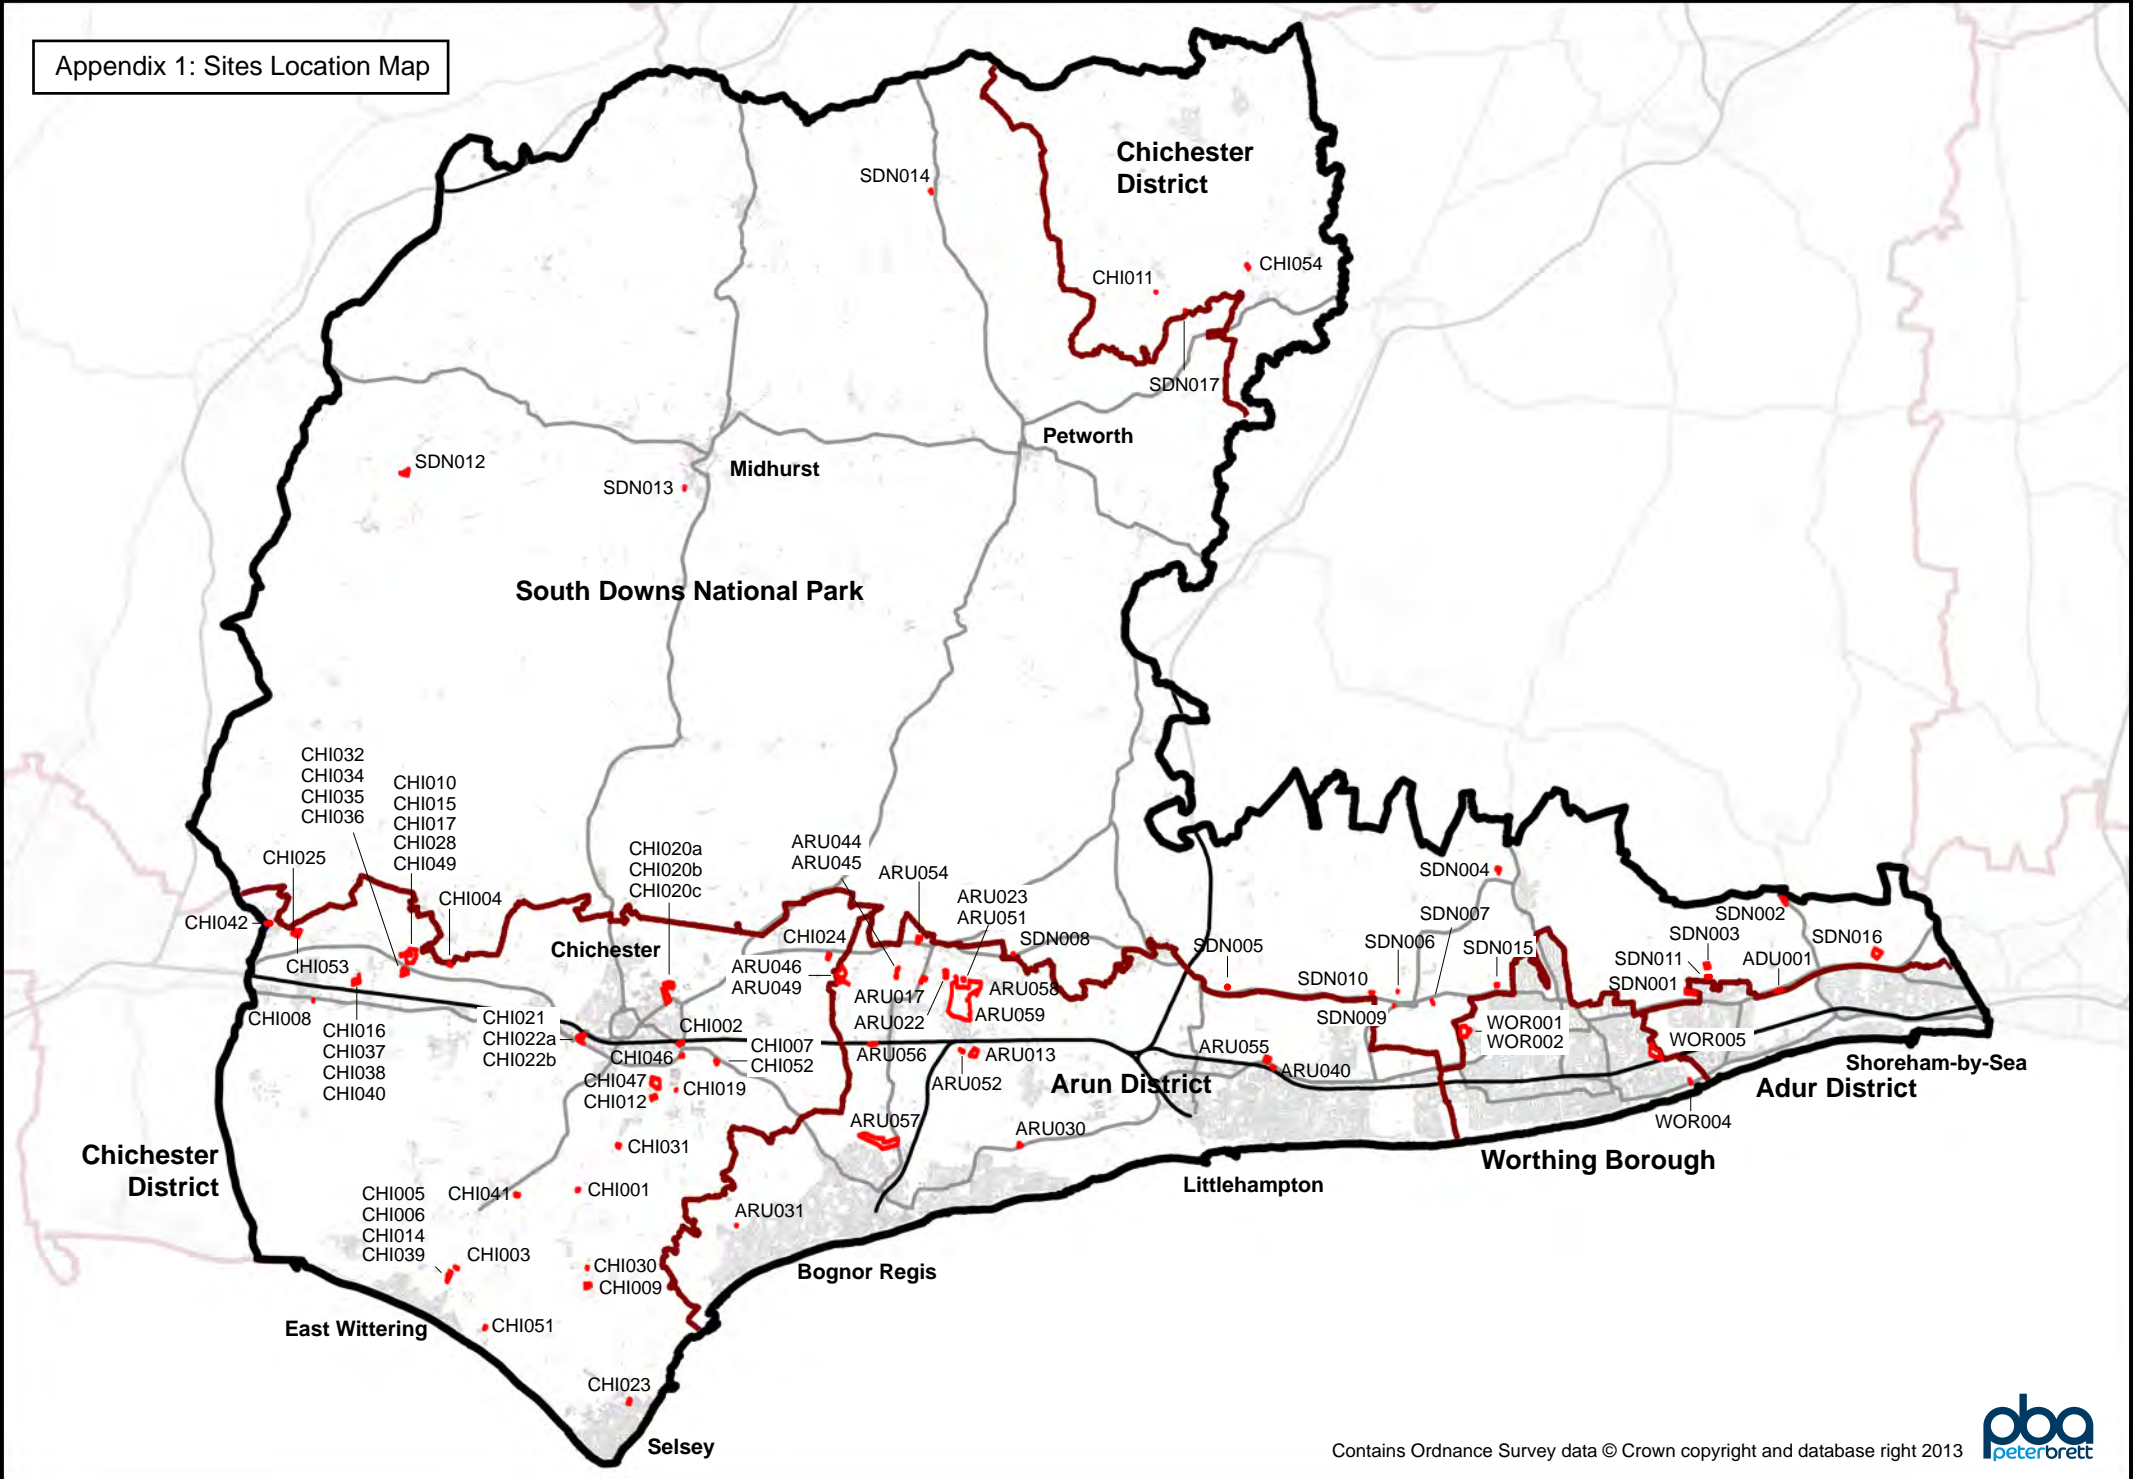 Appendix 1: Sites Location Map
Chichester
District
SDN014
CHI011
CHI054
SDN017
Petworth
Midhurst
SDN012
SDN013
South Downs National Park
CHI032
CHI034
CHI035
CHI036
CHI010
CHI015
CHI017
CHI028
CHI049
CHI025
CHI004
CHI042
CHI053
CHI008
CHI016
CHI037
CHI038
CHI040
CHI020a
CHI020b
CHI020c
Chichester
CHI021
CHI022a
CHI022b
CHI002
CHI046
CHI007
CHI052
CHI047
CHI012
CHI019
CHI031
CHI001
CHI041
CHI005
CHI006
CHI014
CHI039
CHI003
CHI030
CHI009
CHI051
CHI023
Chichester
District
East Wittering
Selsey
Bognor Regis
ARU044
ARU045
ARU054
ARU023
ARU051
CHI024
SDN008
ARU046
ARU049
ARU017
ARU022
ARU058
ARU059
ARU056
ARU013
ARU052
ARU057
ARU030
ARU031
Arun District
Littlehampton
SDN004
SDN007
SDN005
SDN006
SDN015
SDN010
SDN009
ARU055
ARU040
WOR001
WOR002
SDN002
SDN003
SDN016
SDN011
ADU001
SDN001
WOR005
WOR004
Shoreham-by-Sea
Adur District
Worthing Borough
Contains Ordnance Survey data © Crown copyright and database right 2013
pba
peterbrett